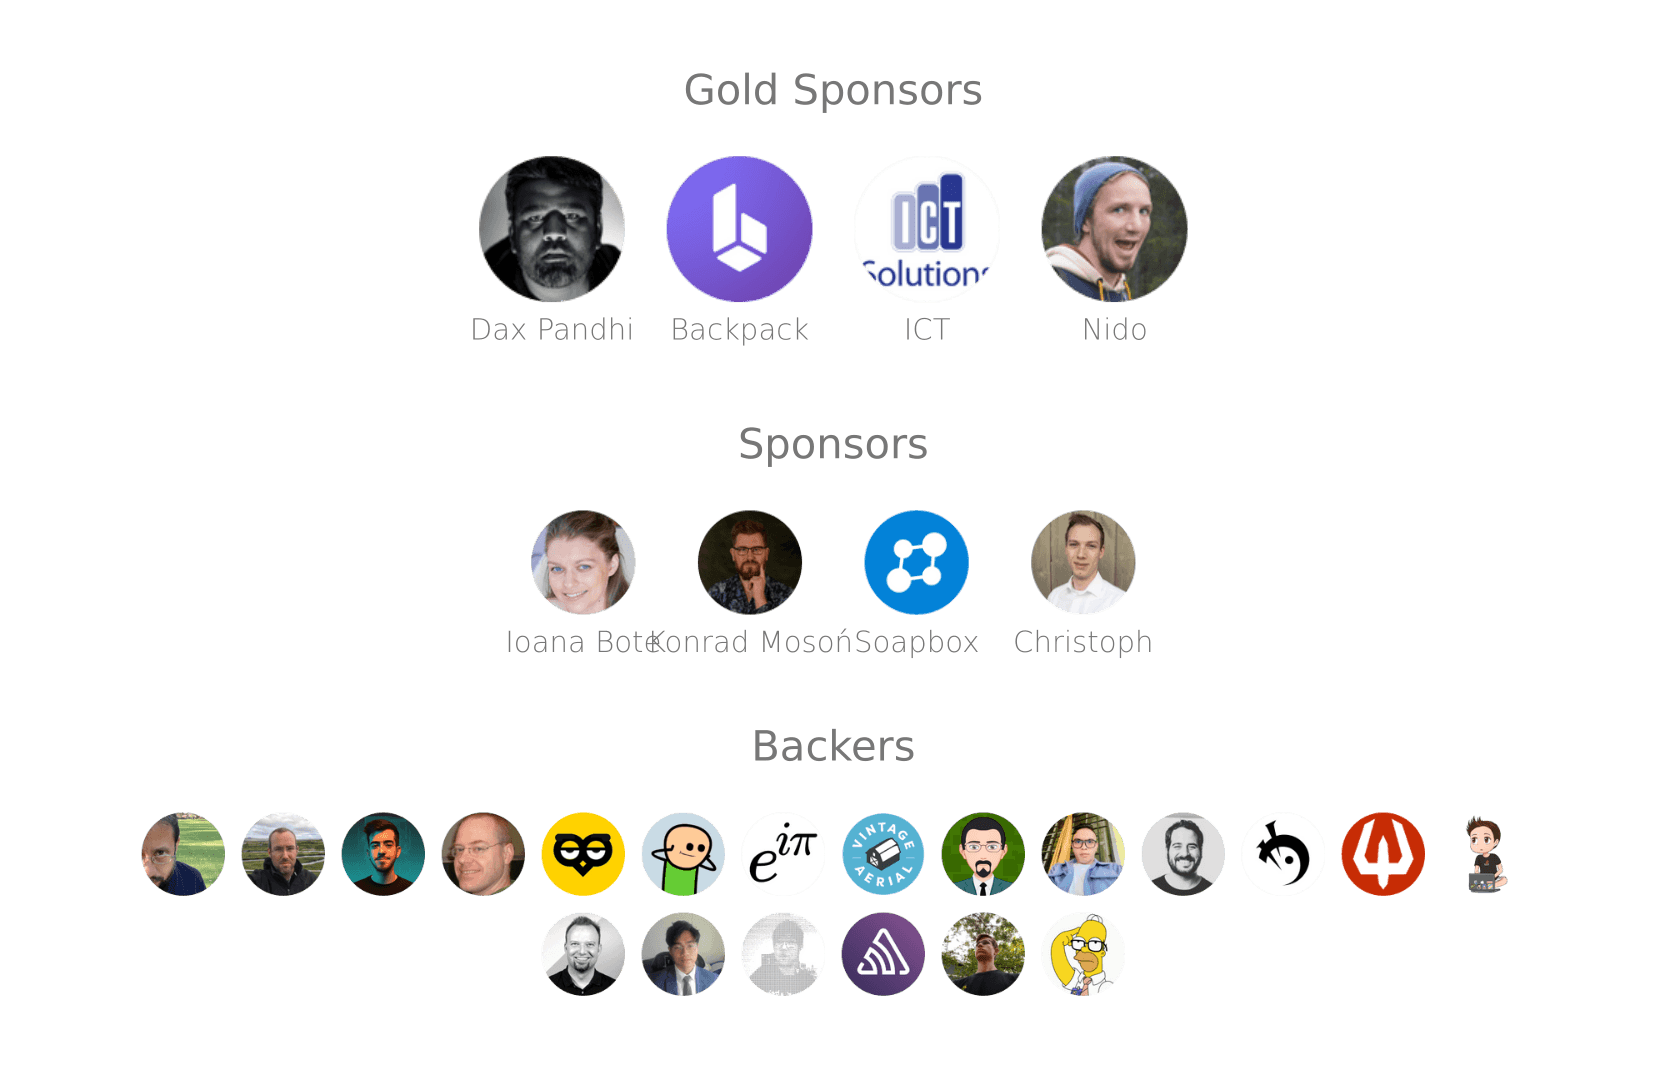 Gold Sponsors
ICT
Solutions
Dax Pandhi Backpack ICT Nido
Sponsors
Ioana Bote Konrad Mosoń Soapbox Christoph
Backers
e^iπ
VINTAGE
AERIAL